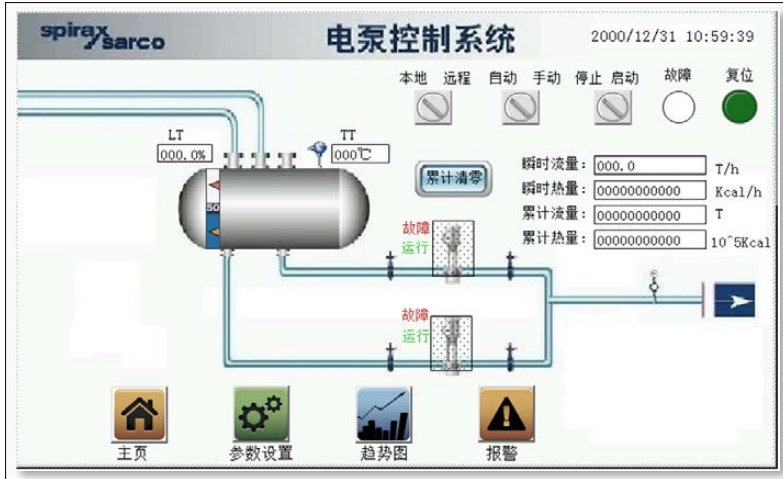 spirax
sarco
电泵控制系统
2000/12/31 10:59:39
本地 远程 自动 手动 停止 启动 故障 复位
LT
000.0%
TT
000℃
累计清零
瞬时流量: 000.0 T/h
瞬时热量: 00000000000 Kcal/h
累计流量: 00000000000 T
累计热量: 00000000000 10^5Kcal
50
故障
运行
故障
运行
主页 参数设置 趋势图 报警